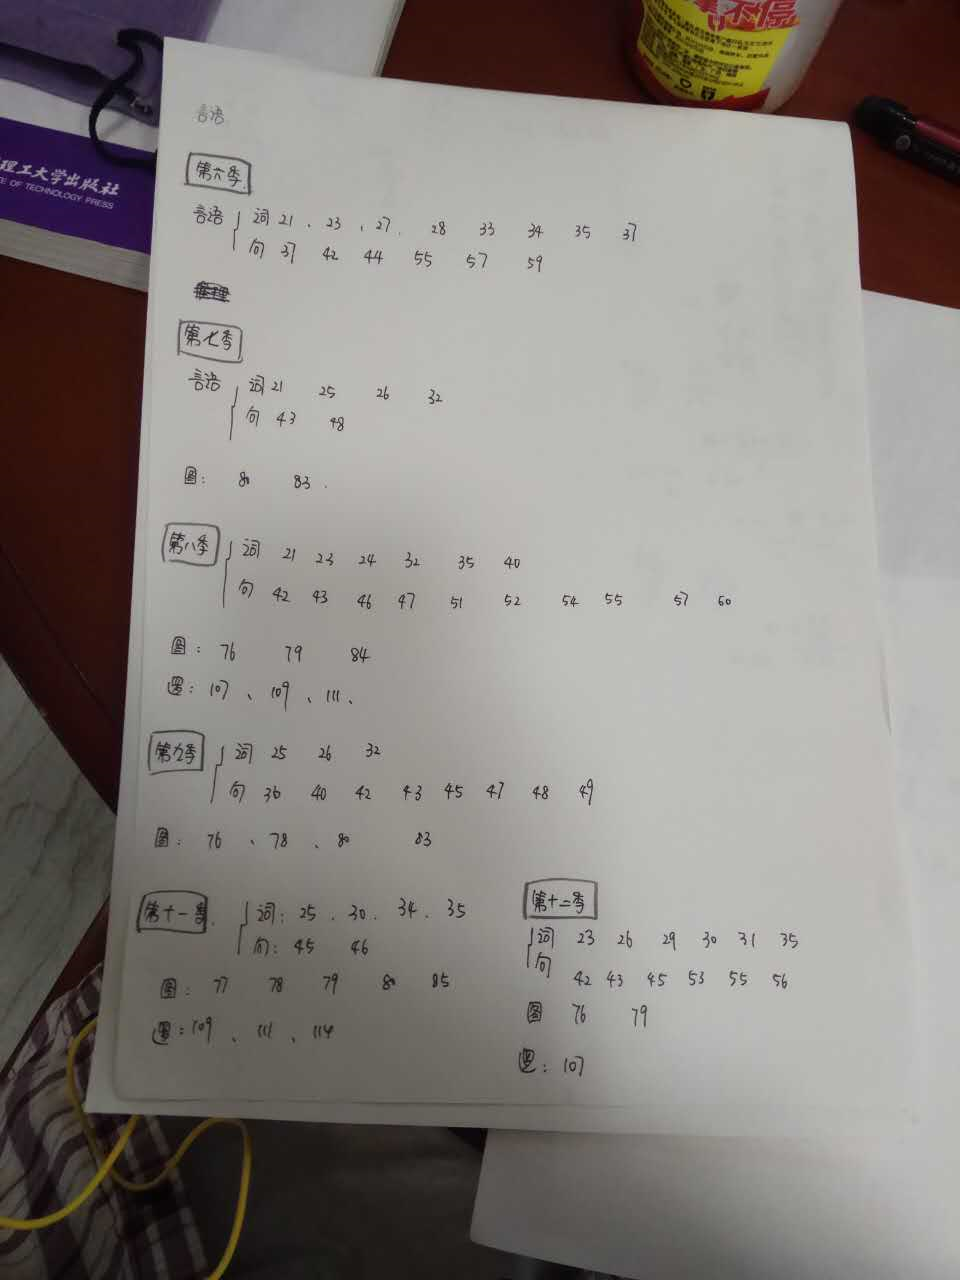 理工大学出版社
TE OF TECHNOLOGY PRESS
言语
第六季
言语 词 21、23、27. 28 33 34 35 37
句 37 42 44 55 57 59
推理
第七季
言语 词 21 25 26 32
句 43 48
图: 80 83.
第八季 词 21 23 24 32 35 40
句 42 43 46 47 51 52 54 55 57 60
图: 76 79 84
逻: 107、109、111、
第九季 词 25 26 32
句 36 40 42 43 45 47 48 49
图: 76、78、80 83
第十一季. 词: 25. 30. 34. 35
句: 45 46
图: 77 78 79 80 85
逻: 109、111、114
第十二季
词 23 26 29 30 31 35
句 42 43 45 53 55 56
图 76 79
逻: 107